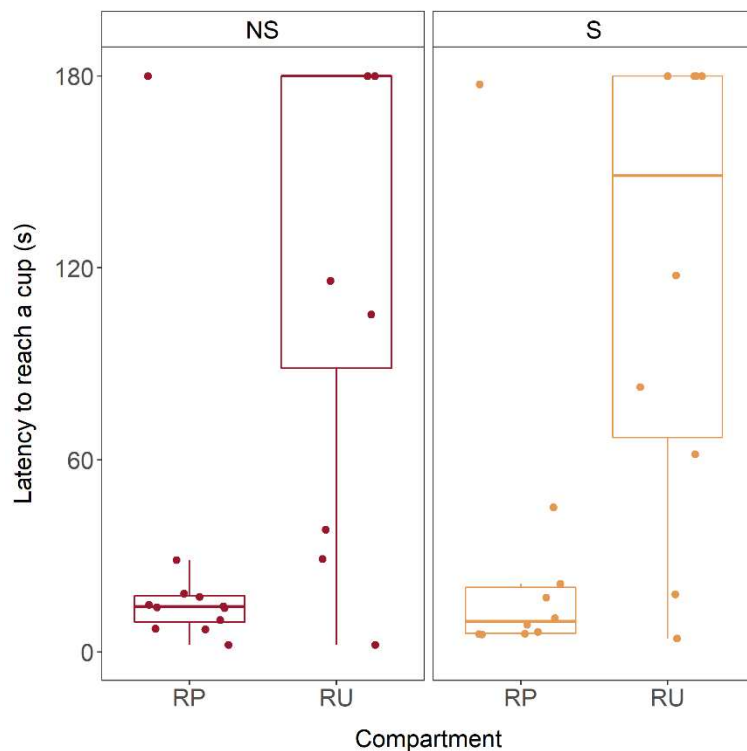 NS
S
Latency to reach a cup (s)
180
120
60
0
RP
RU
RP
RU
Compartment